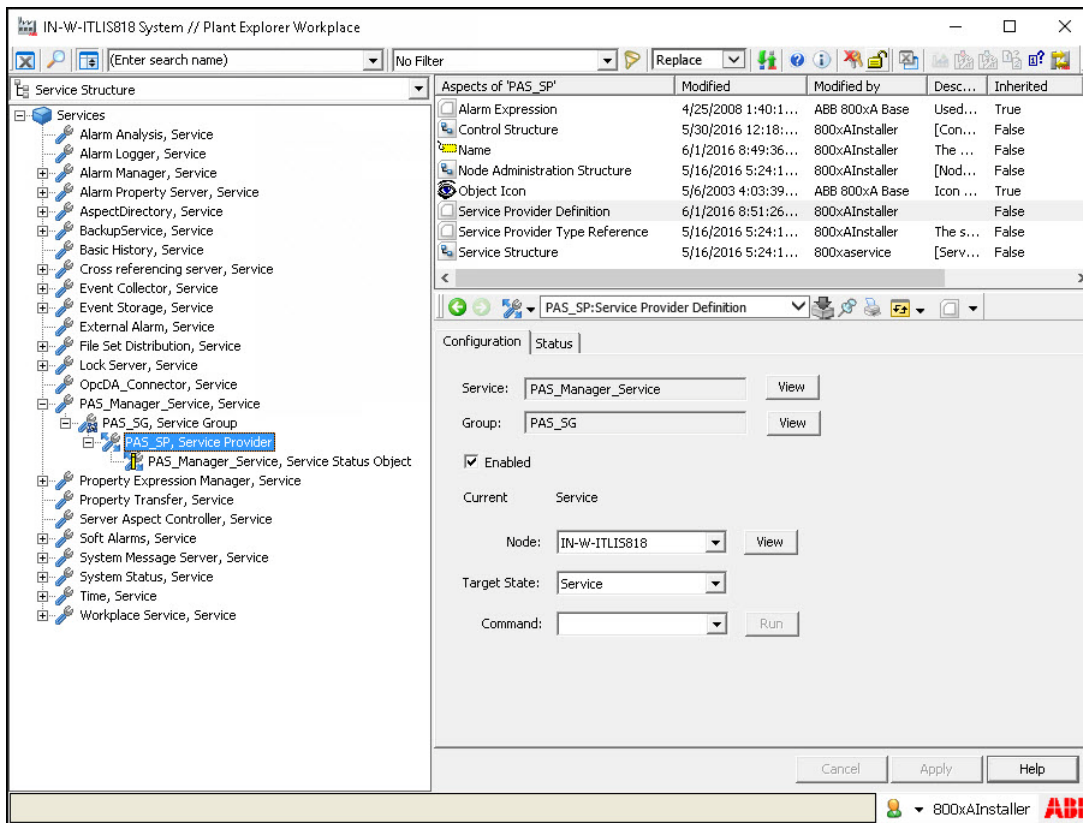 IN-W-ITLIS818 System // Plant Explorer Workplace
(Enter search name) No Filter Replace
Service Structure
Services
Alarm Analysis, Service
Alarm Logger, Service
Alarm Manager, Service
Alarm Property Server, Service
AspectDirectory, Service
BackupService, Service
Basic History, Service
Cross referencing server, Service
Event Collector, Service
Event Storage, Service
External Alarm, Service
File Set Distribution, Service
Lock Server, Service
OpcDA_Connector, Service
PAS_Manager_Service, Service
PAS_SG, Service Group
PAS_SP, Service Provider
PAS_Manager_Service, Service Status Object
Property Expression Manager, Service
Property Transfer, Service
Server Aspect Controller, Service
Soft Alarms, Service
System Message Server, Service
System Status, Service
Time, Service
Workplace Service, Service
Aspects of 'PAS_SP' Modified Modified by Desc... Inherited
Alarm Expression 4/25/2008 1:40:1... ABB 800xA Base Used... True
Control Structure 5/30/2016 12:18:... 800xAInstaller [Con... False
Name 6/1/2016 8:49:36... 800xAInstaller The ... False
Node Administration Structure 5/16/2016 5:24:1... 800xAInstaller [Nod... False
Object Icon 5/6/2003 4:03:39... ABB 800xA Base Icon ... True
Service Provider Definition 6/1/2016 8:51:26... 800xAInstaller False
Service Provider Type Reference 5/16/2016 5:24:1... 800xAInstaller The s... False
Service Structure 5/16/2016 5:24:1... 800xaservice [Serv... False
PAS_SP:Service Provider Definition
Configuration Status
Service: PAS_Manager_Service View
Group: PAS_SG View
Enabled
Current Service
Node: IN-W-ITLIS818 View
Target State: Service
Command: Run
Cancel Apply Help
800xAInstaller ABB